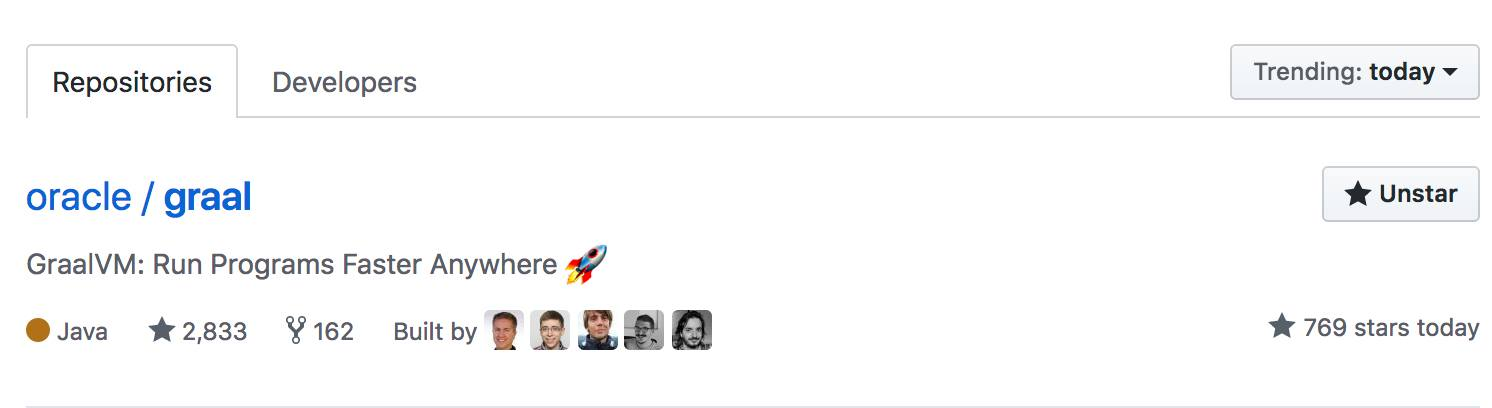 Repositories Developers Trending: today
oracle / graal Unstar
GraalVM: Run Programs Faster Anywhere 🚀
Java 2,833 162 Built by 769 stars today